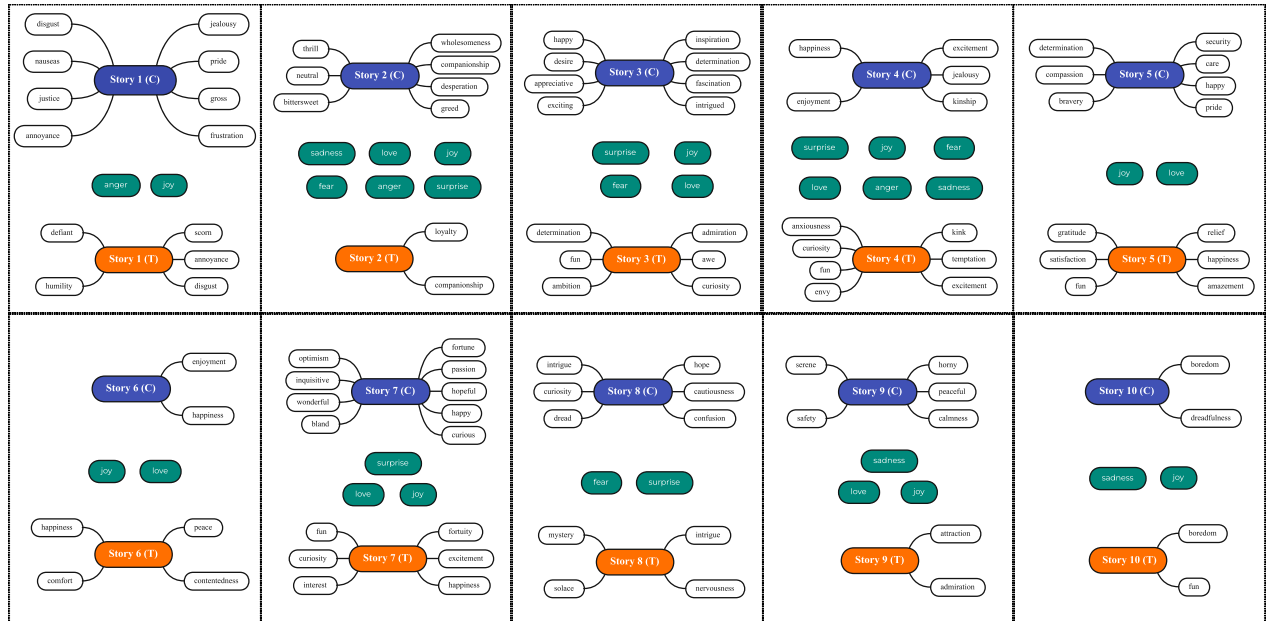 disgust
jealousy
nauseas
pride
Story 1 (C)
justice
gross
annoyance
frustration
anger
joy
defiant
scorn
Story 1 (T)
annoyance
humility
disgust
thrill
wholesomeness
neutral
companionship
Story 2 (C)
desperation
bittersweet
greed
sadness
love
joy
fear
anger
surprise
loyalty
Story 2 (T)
companionship
happy
inspiration
desire
determination
Story 3 (C)
appreciative
fascination
exciting
intrigued
surprise
joy
fear
love
determination
admiration
fun
Story 3 (T)
awe
ambition
curiosity
happiness
excitement
Story 4 (C)
jealousy
enjoyment
kinship
surprise
joy
fear
love
anger
sadness
anxiousness
kink
curiosity
Story 4 (T)
temptation
fun
envy
excitement
determination
security
care
compassion
Story 5 (C)
happy
bravery
pride
joy
love
gratitude
relief
satisfaction
Story 5 (T)
happiness
fun
amazement
enjoyment
Story 6 (C)
happiness
joy
love
happiness
peace
Story 6 (T)
comfort
contentedness
optimism
fortune
passion
inquisitive
Story 7 (C)
hopeful
wonderful
happy
bland
curious
surprise
love
joy
fun
fortuity
curiosity
Story 7 (T)
excitement
interest
happiness
intrigue
hope
curiosity
Story 8 (C)
cautiousness
dread
confusion
fear
surprise
mystery
intrigue
Story 8 (T)
solace
nervousness
serene
horny
Story 9 (C)
peaceful
safety
calmness
sadness
love
joy
attraction
Story 9 (T)
admiration
boredom
Story 10 (C)
dreadfulness
sadness
joy
boredom
Story 10 (T)
fun